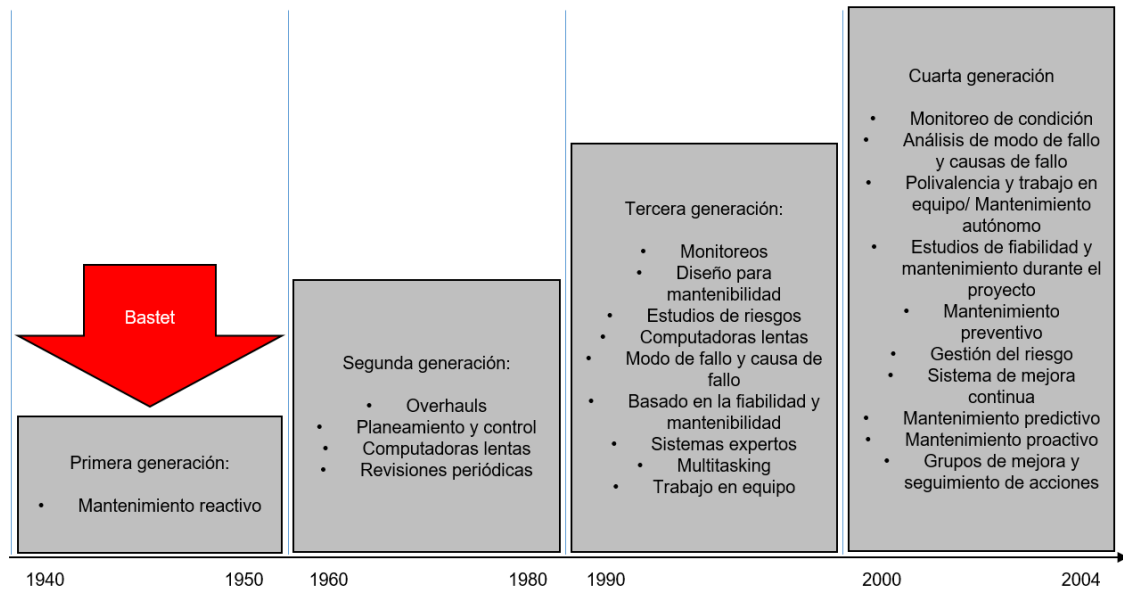 Bastet
Primera generación:
• Mantenimiento reactivo
Segunda generación:
• Overhauls
• Planeamiento y control
• Computadoras lentas
• Revisiones periódicas
Tercera generación:
• Monitoreos
• Diseño para
mantenibilidad
• Estudios de riesgos
• Computadoras lentas
• Modo de fallo y causa de
fallo
• Basado en la fiabilidad y
mantenibilidad
• Sistemas expertos
• Multitasking
• Trabajo en equipo
Cuarta generación
• Monitoreo de condición
• Análisis de modo de fallo
y causas de fallo
• Polivalencia y trabajo en
equipo/ Mantenimiento
autónomo
• Estudios de fiabilidad y
mantenimiento durante el
proyecto
• Mantenimiento
preventivo
• Gestión del riesgo
• Sistema de mejora
continua
• Mantenimiento predictivo
• Mantenimiento proactivo
• Grupos de mejora y
seguimiento de acciones
1940 1950 1960 1980 1990 2000 2004